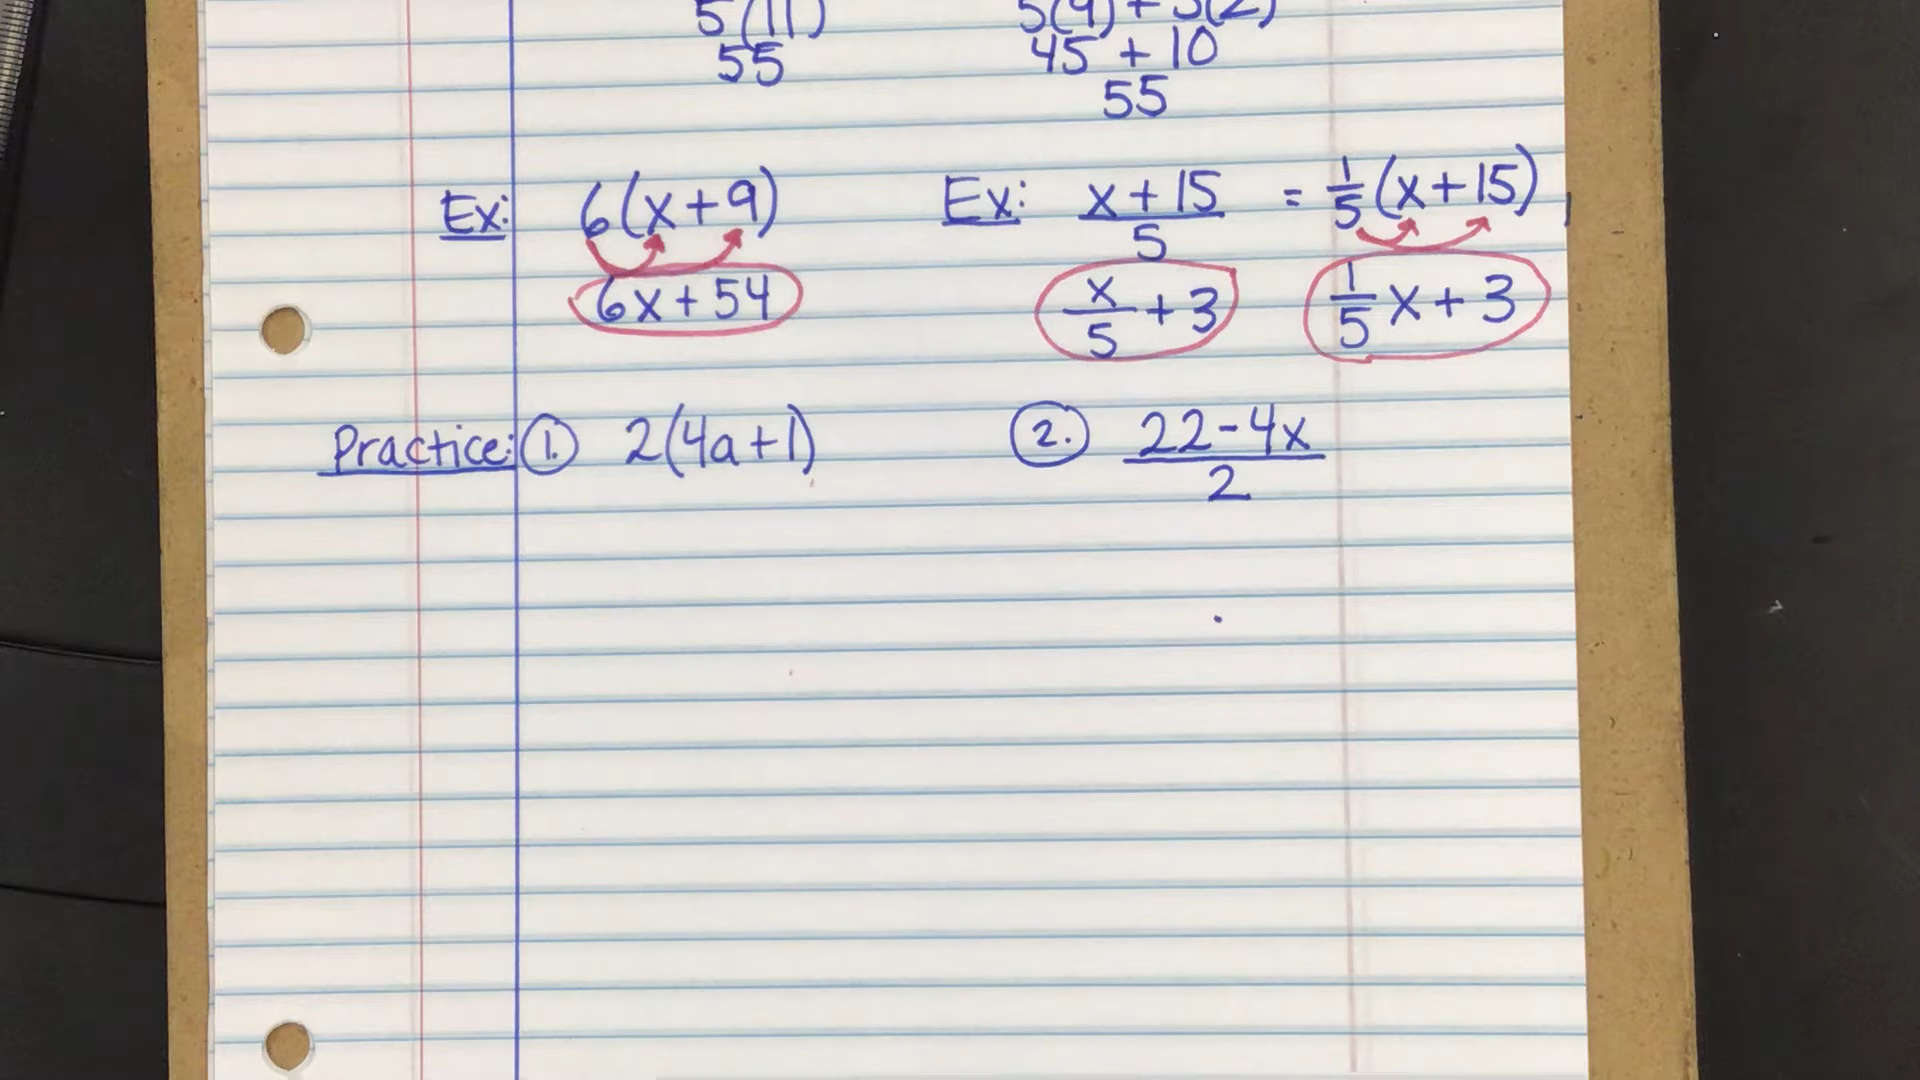 5(11) 5(9) + 5(2)
55 45 + 10
55
Ex: 6(x+9) Ex: x+15/5 = 1/5(x+15)
6x+54 x/5+3 1/5x+3
Practice: 1. 2(4a+1) 2. 22-4x/2